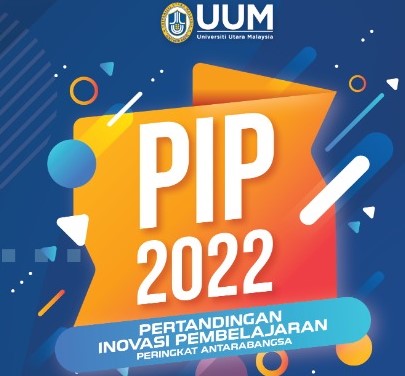 UUM
Universiti Utara Malaysia
PIP
2022
PERTANDINGAN
INOVASI PEMBELAJARAN
PERINGKAT ANTARABANGSA